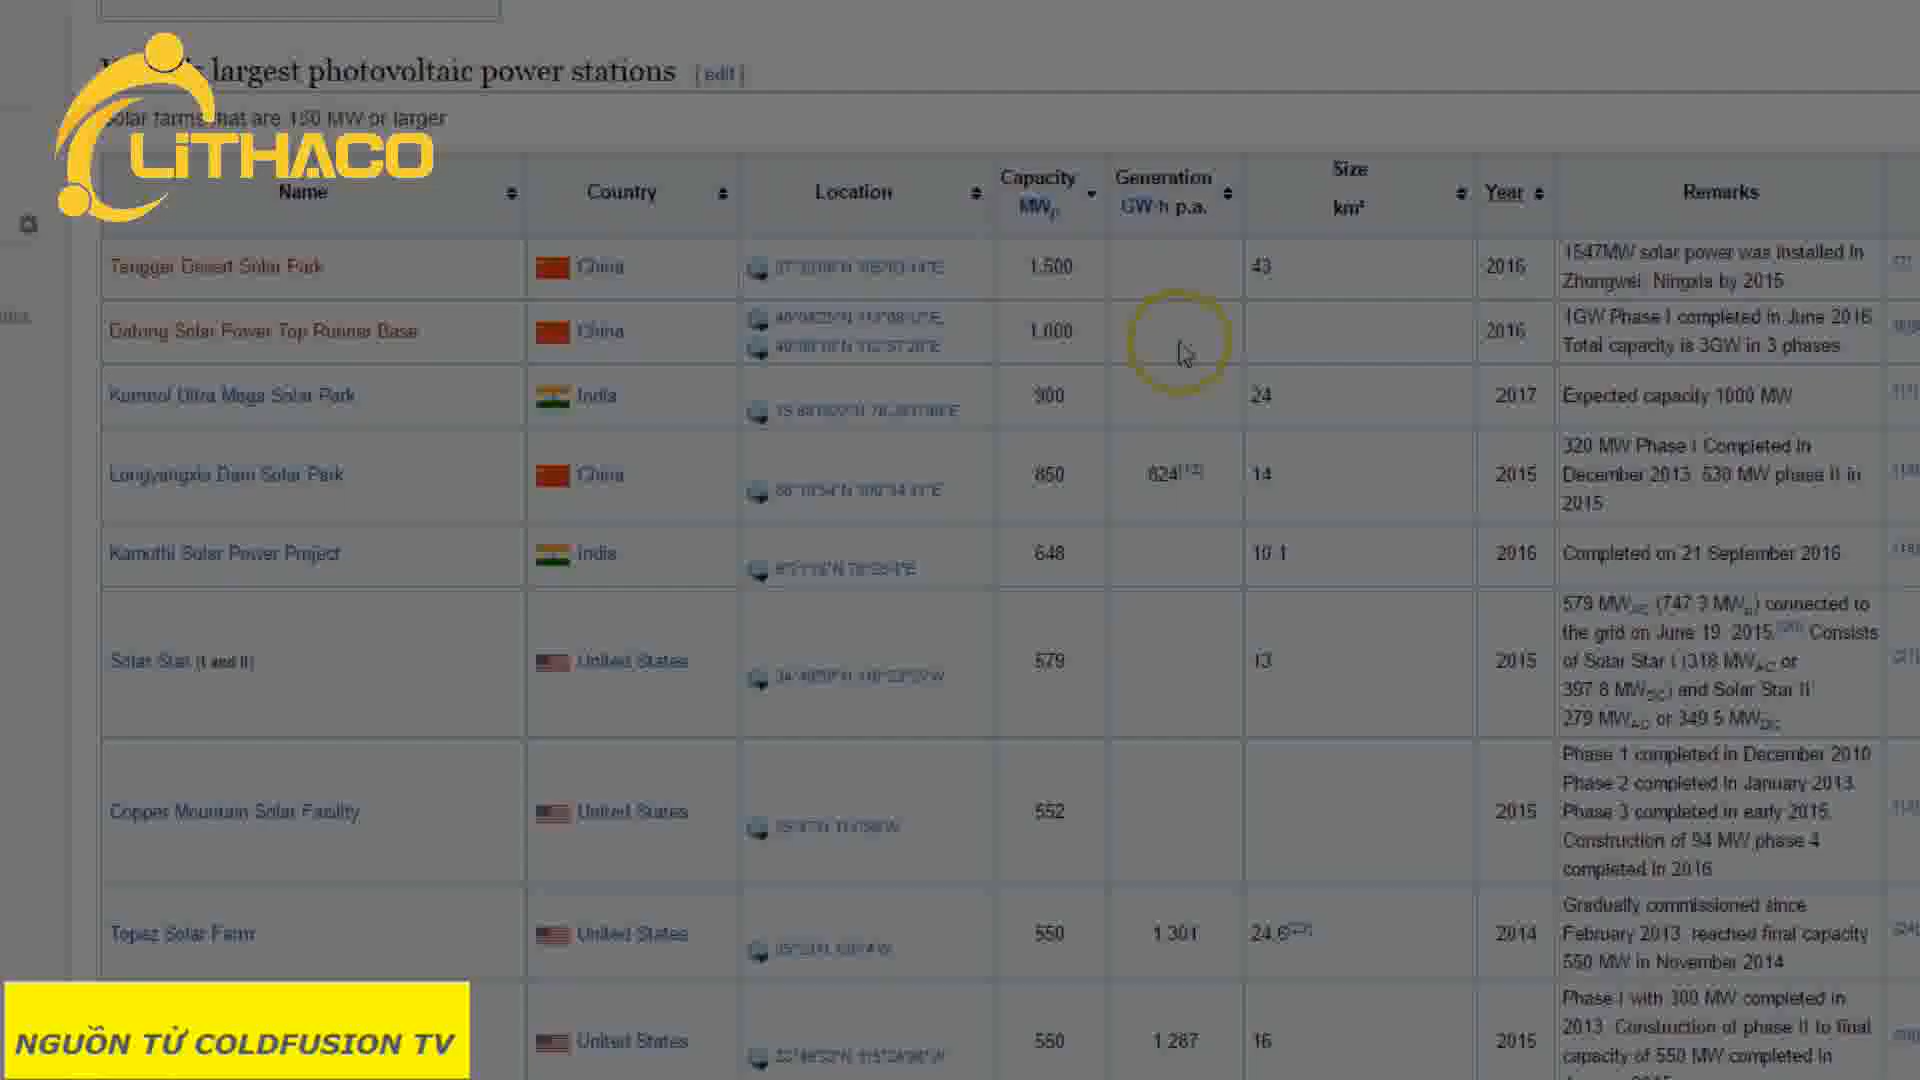 largest photovoltaic power stations [ edit ]
solar farms that are 150 MW or larger
LiTHACO
Name Country Location Capacity MWp Generation GW·h p.a. Size km² Year Remarks
Tengger Desert Solar Park China 1,500 43 2016 1547MW solar power was installed in
Zhongwei, Ningxia by 2015
Datong Solar Power Top Runner Base China 1,000 2016 1GW Phase I completed in June 2016.
Total capacity is 3GW in 3 phases
Kurnool Ultra Mega Solar Park India 900 24 2017 Expected capacity 1000 MW
Longyangxia Dam Solar Park China 850 824 14 2015 320 MW Phase I Completed in
December 2013, 530 MW phase II in
2015
Kamuthi Solar Power Project India 648 10.1 2016 Completed on 21 September 2016
Solar Star (I and II) United States 579 13 2015 579 MWAC (747.3 MWp) connected to
the grid on June 19, 2015. Consists
of Solar Star I (318 MWAC or
397.8 MWDC) and Solar Star II
279 MWAC or 349.5 MWDC
Copper Mountain Solar Facility United States 552 2015 Phase 1 completed in December 2010
Phase 2 completed in January 2013.
Phase 3 completed in early 2015.
Construction of 94 MW phase 4
completed in 2016
Topaz Solar Farm United States 550 1,301 24.6 2014 Gradually commissioned since
February 2013, reached final capacity
550 MW in November 2014
United States 550 1,287 16 2015 Phase I with 300 MW completed in
2013. Construction of phase II to final
capacity of 550 MW completed in
NGUỒN TỪ COLDFUSION TV